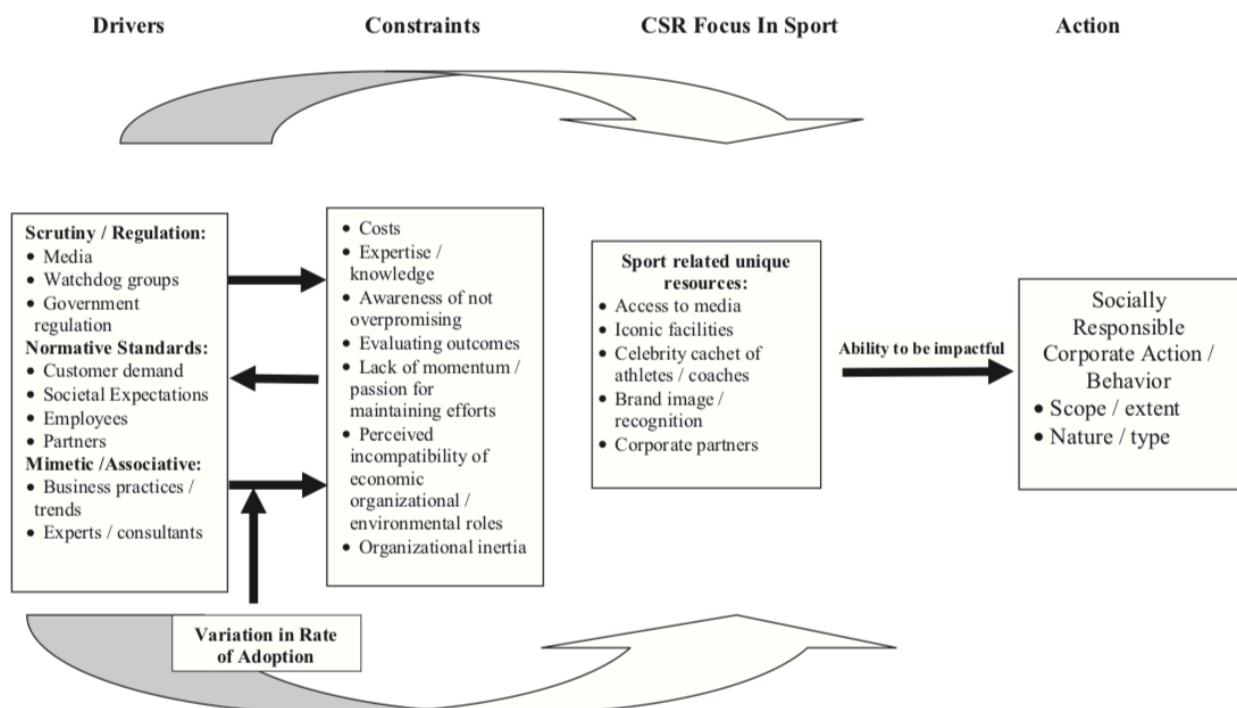 Drivers
Constraints
CSR Focus In Sport
Action
Scrutiny / Regulation:
• Media
• Watchdog groups
• Government
regulation
Normative Standards:
• Customer demand
• Societal Expectations
• Employees
• Partners
Mimetic /Associative:
• Business practices /
trends
• Experts / consultants
• Costs
• Expertise /
knowledge
• Awareness of not
overpromising
• Evaluating outcomes
• Lack of momentum /
passion for
maintaining efforts
• Perceived
incompatibility of
economic
organizational /
environmental roles
• Organizational inertia
Variation in Rate
of Adoption
Sport related unique
resources:
• Access to media
• Iconic facilities
• Celebrity cachet of
athletes / coaches
• Brand image /
recognition
• Corporate partners
Ability to be impactful
Socially
Responsible
Corporate Action /
Behavior
• Scope / extent
• Nature / type